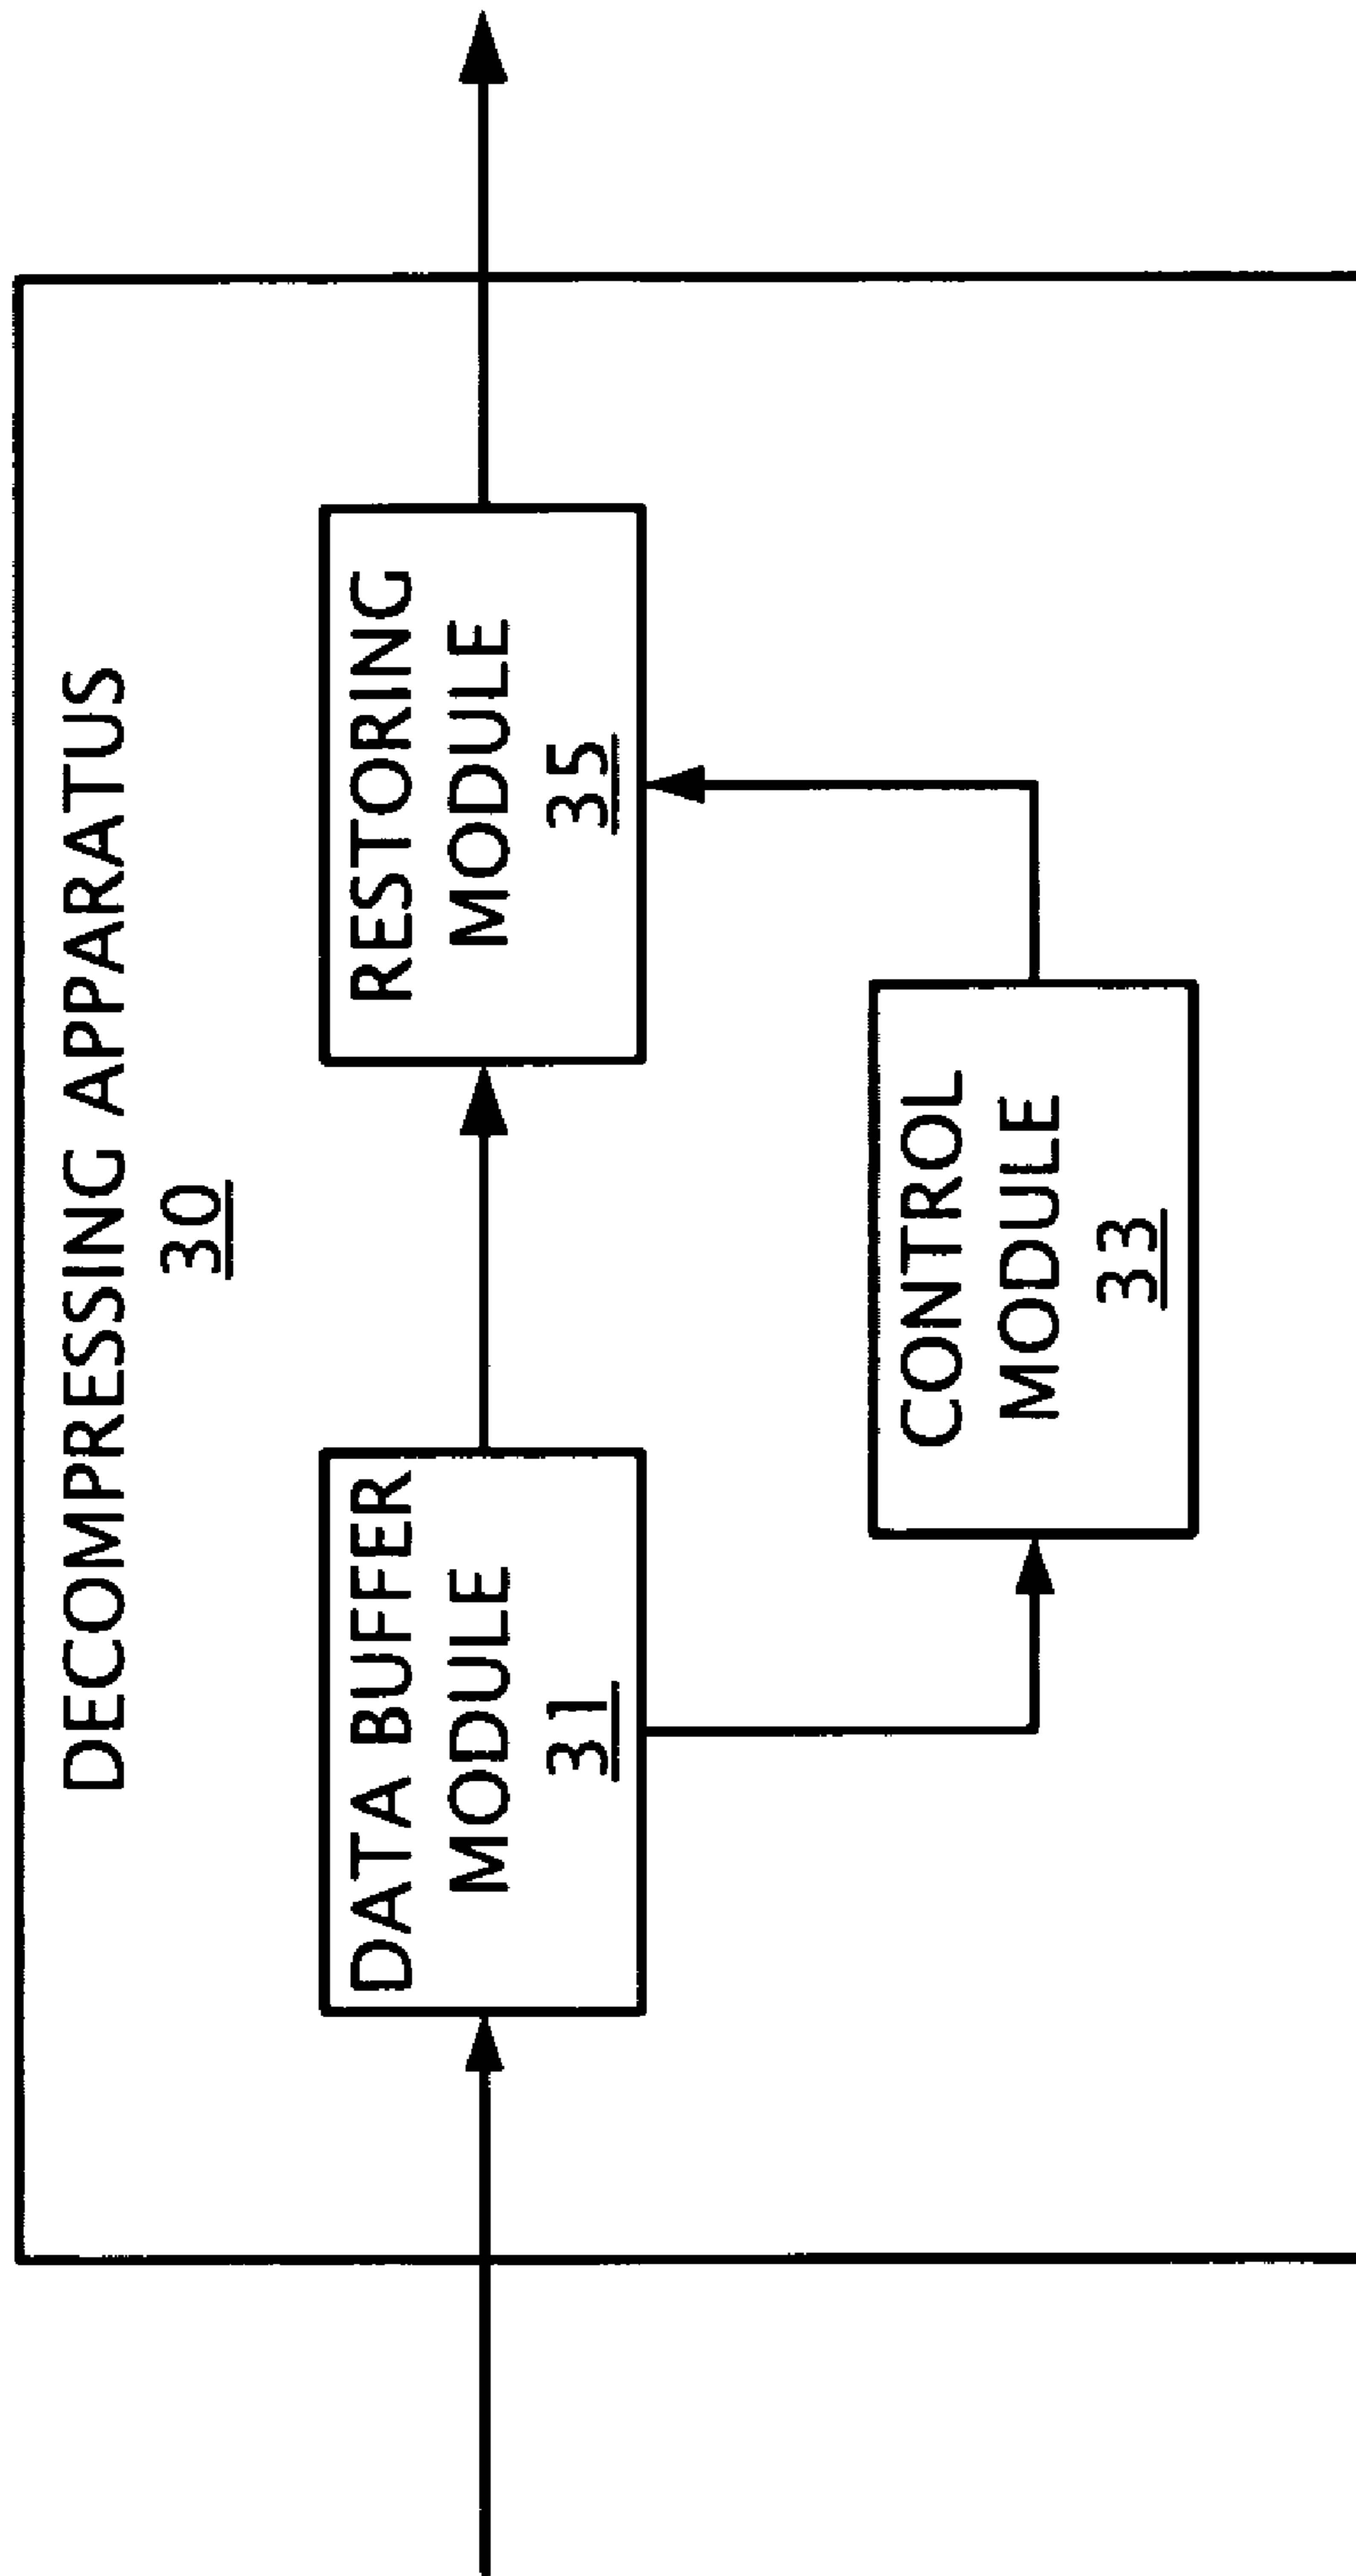 DECOMPRESSING APPARATUS
30
DATA BUFFER
MODULE
31
RESTORING
MODULE
35
CONTROL
MODULE
33